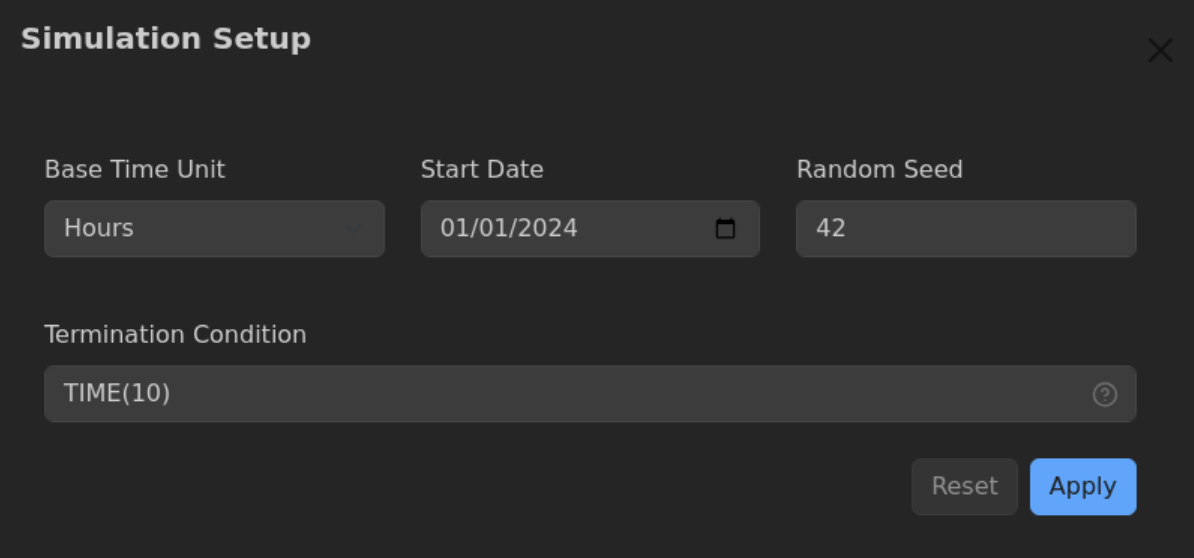 Simulation Setup
Base Time Unit Start Date Random Seed
Hours 01/01/2024 42
Termination Condition
TIME(10)
Reset Apply